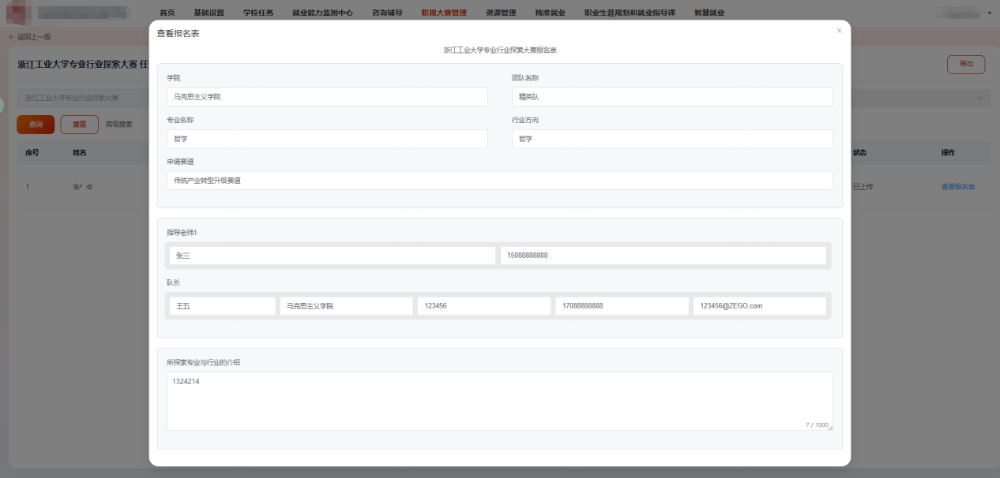 首页 基础设置 学校任务 就业能力监测中心 咨询辅导 职规大赛管理 资源管理 精准就业 职业生涯规划和就业指导课 智慧就业
← 返回上一级
查看报名表 ×
浙江工业大学专业行业探索大赛报名表
浙江工业大学专业行业探索大赛 任
导出
学院 团队名称
马克思主义学院 精英队
浙江工业大学专业行业探索大赛
专业名称 行业方向
查询 重置 高级搜索
哲学 哲学
序号 姓名 状态 操作
申请赛道
传统产业转型升级赛道
1 朱* 已上传 查看报名表
指导老师1
张三 15088888888
队长
王五 马克思主义学院 123456 17088888888 123456@ZEGO.com
所探索专业与行业的介绍
1324214
7 / 1000